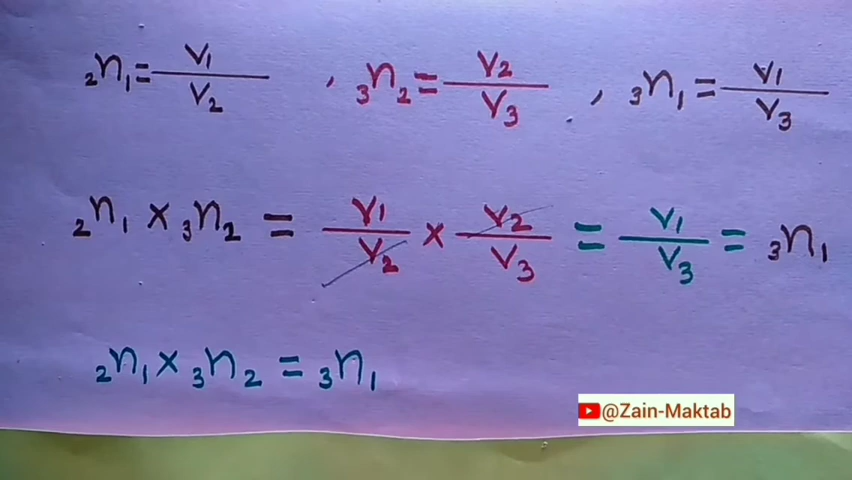 ₂n₁ = v₁/v₂ , ₃n₂ = v₂/v₃ , ₃n₁ = v₁/v₃
₂n₁ × ₃n₂ = v₁/v₂ × v₂/v₃ = v₁/v₃ = ₃n₁
₂n₁ × ₃n₂ = ₃n₁
@Zain-Maktab